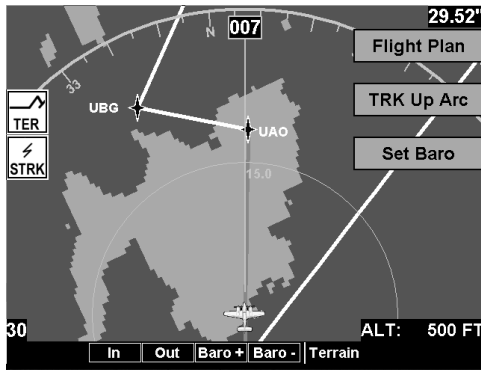 29.52"
007
N
33
Flight Plan
TRK Up Arc
Set Baro
TER
STRK
UBG
UAO
15.0
30
ALT: 500 FT
In Out Baro + Baro - Terrain